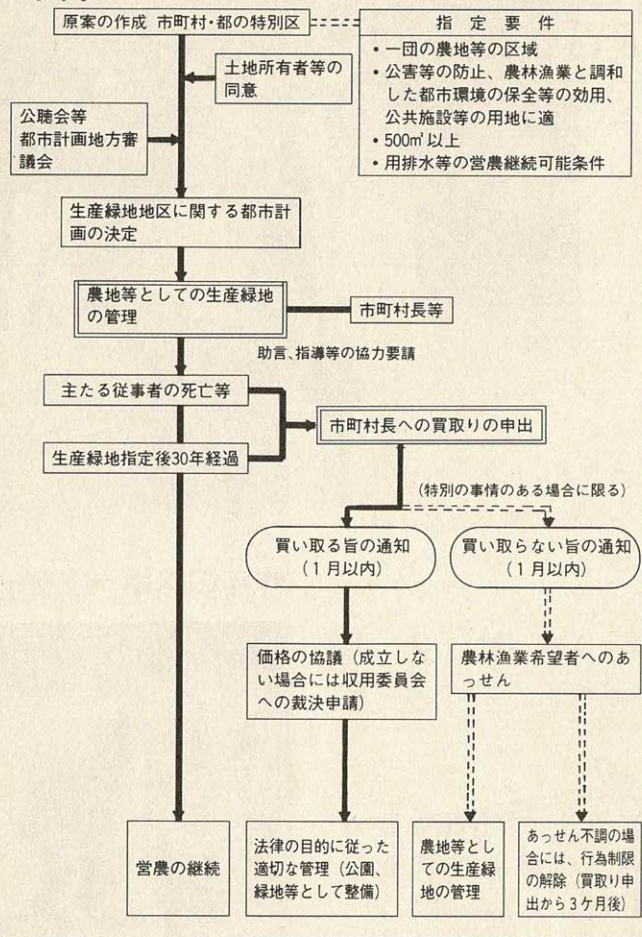 原案の作成 市町村・都の特別区
指定要件
・一団の農地等の区域
・公害等の防止、農林漁業と調和
した都市環境の保全等の効用、
公共施設等の用地に適
・500㎡以上
・用排水等の営農継続可能条件
土地所有者等の
同意
公聴会等
都市計画地方審
議会
生産緑地地区に関する都市計
画の決定
農地等としての生産緑地
の管理
市町村長等
助言、指導等の協力要請
主たる従事者の死亡等
市町村長への買取りの申出
生産緑地指定後30年経過
(特別の事情のある場合に限る)
買い取る旨の通知
(1月以内)
買い取らない旨の通知
(1月以内)
価格の協議(成立しな
い場合には収用委員会
への裁決申請)
農林漁業希望者へのあ
っせん
営農の継続
法律の目的に従った
適切な管理(公園、
緑地等として整備)
農地等とし
ての生産緑
地の管理
あっせん不調の場
合には、行為制限
の解除(買取り申
出から3ケ月後)